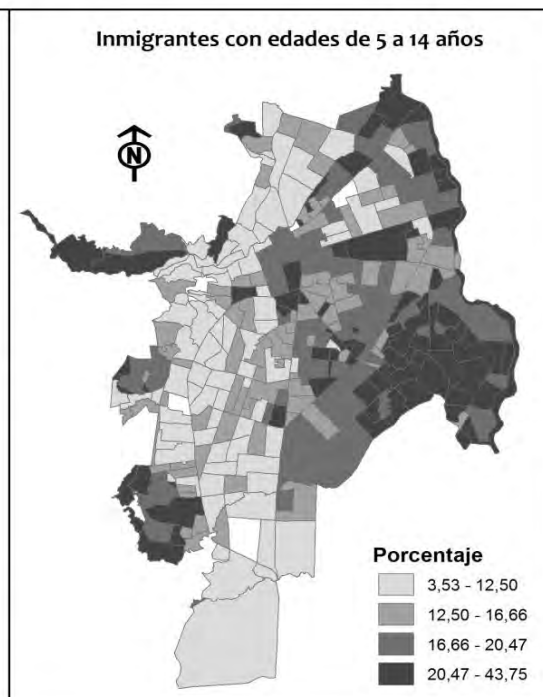 Inmigrantes con edades de 5 a 14 años
N
Porcentaje
3,53 - 12,50
12,50 - 16,66
16,66 - 20,47
20,47 - 43,75